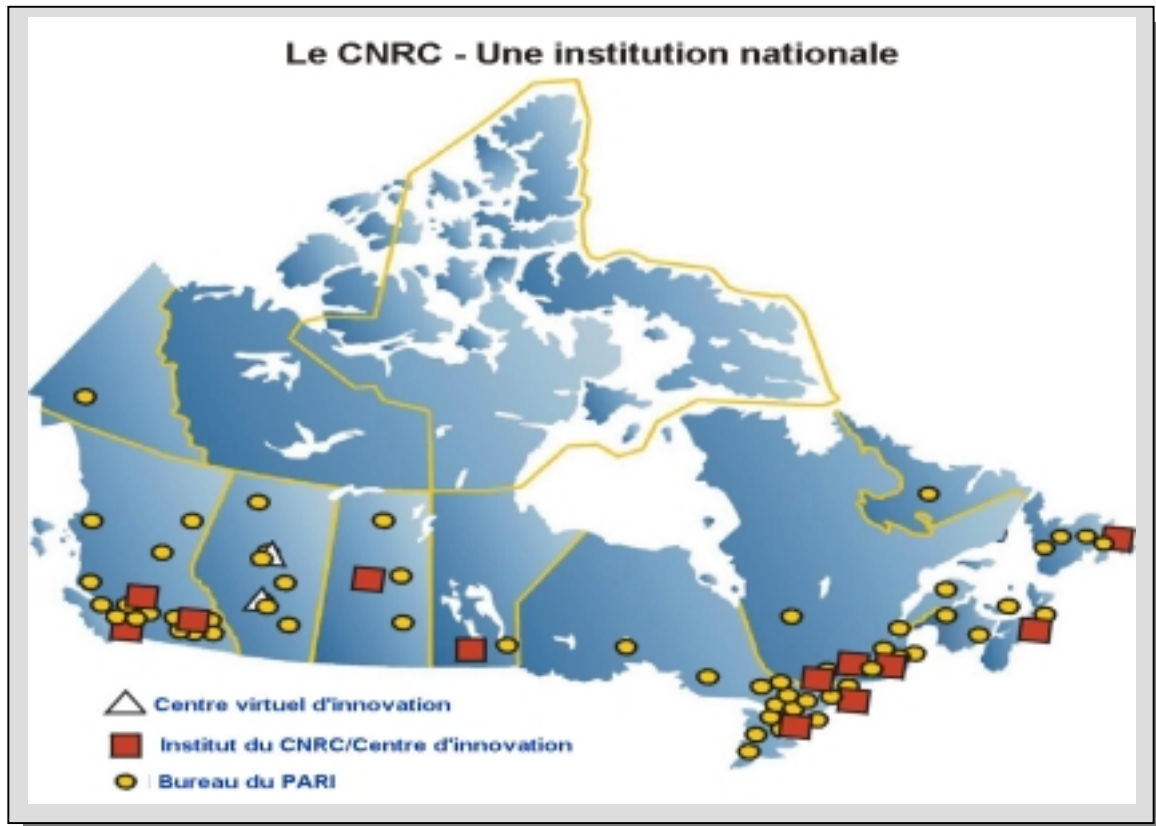 Le CNRC - Une institution nationale
Centre virtuel d'innovation
Institut du CNRC/Centre d'innovation
Bureau du PARI